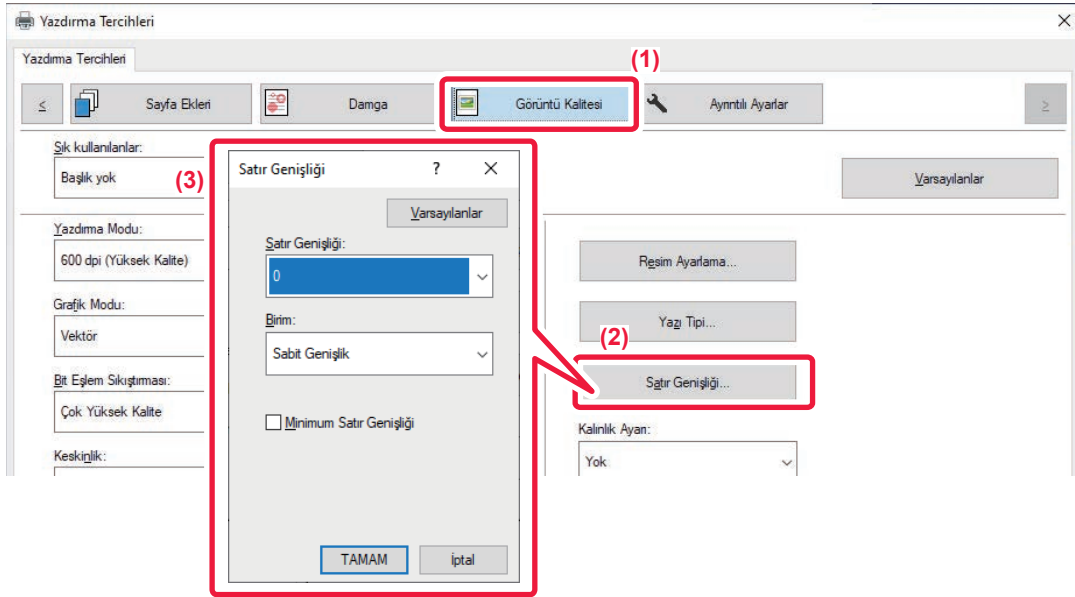 Yazdırma Tercihleri
Yazdırma Tercihleri
(1)
<
Sayfa Ekleri
Damga
Görüntü Kalitesi
Ayrıntılı Ayarlar
>
Sık kullanılanlar:
Başlık yok
Varsayılanlar
(3)
Satır Genişliği
?
Varsayılanlar
Satır Genişliği:
0
Birim:
Sabit Genişlik
Minimum Satır Genişliği
TAMAM
İptal
Yazdırma Modu:
600 dpi (Yüksek Kalite)
Grafik Modu:
Vektör
Bit Eşlem Sıkıştırması:
Çok Yüksek Kalite
Keskinlik:
Resim Ayarlama...
Yazı Tipi...
(2)
Satır Genişliği...
Kalınlık Ayarı:
Yok